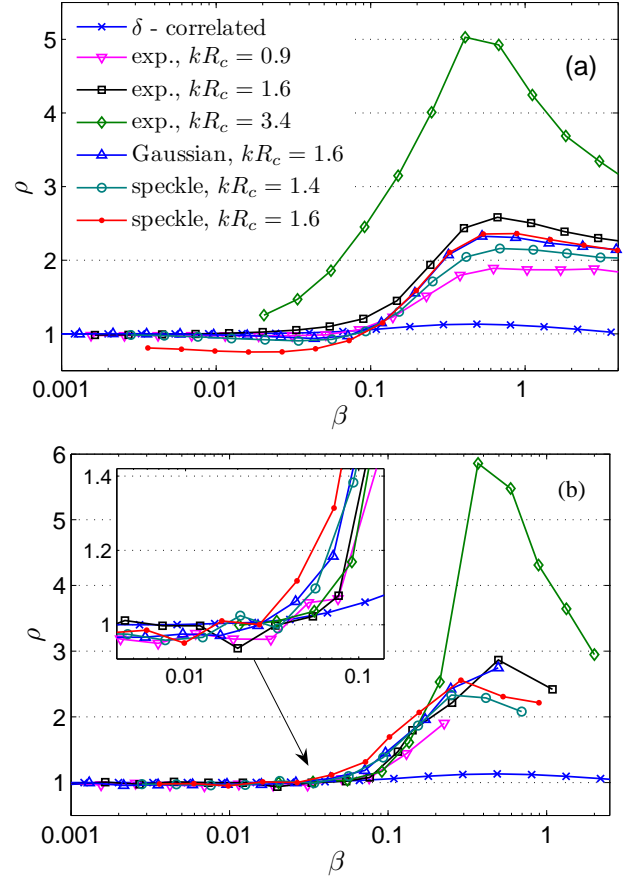 (a)
δ - correlated
exp., kR_c = 0.9
exp., kR_c = 1.6
exp., kR_c = 3.4
Gaussian, kR_c = 1.6
speckle, kR_c = 1.4
speckle, kR_c = 1.6
5
4
3
2
1
ρ
0.001 0.01 0.1 1
β
(b)
6
5
4
3
2
1
ρ
1.4
1.2
1
0.01 0.1
0.001 0.01 0.1 1
β